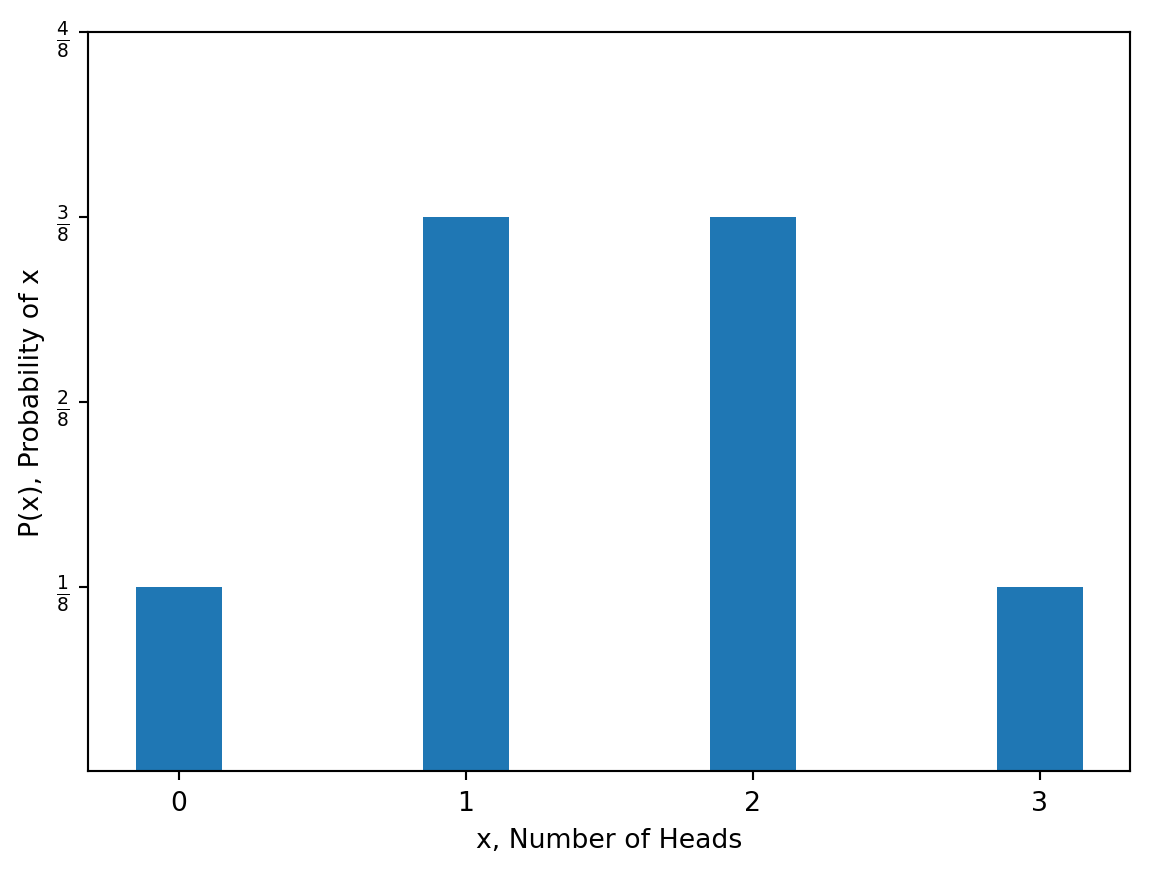 4/8
3/8
2/8
1/8
P(x), Probability of x
0 1 2 3
x, Number of Heads